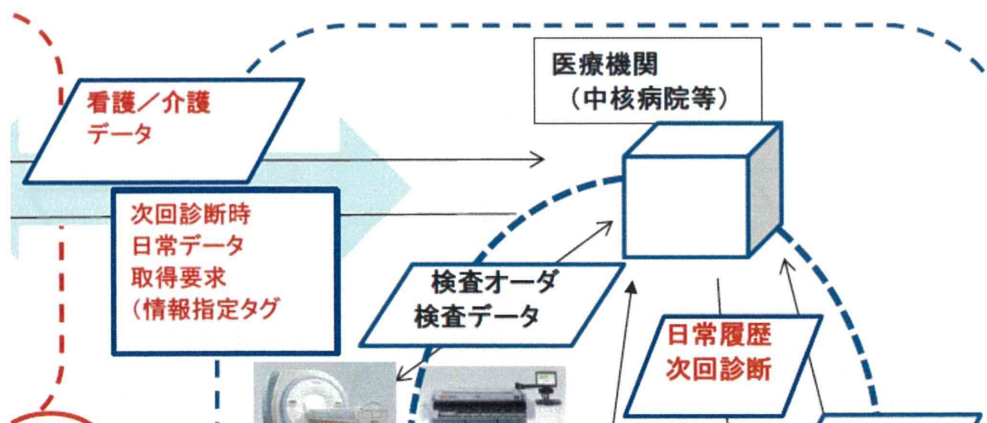 医療機関
（中核病院等）
看護／介護
データ
次回診断時
日常データ
取得要求
（情報指定タグ
検査オーダ
検査データ
日常履歴
次回診断